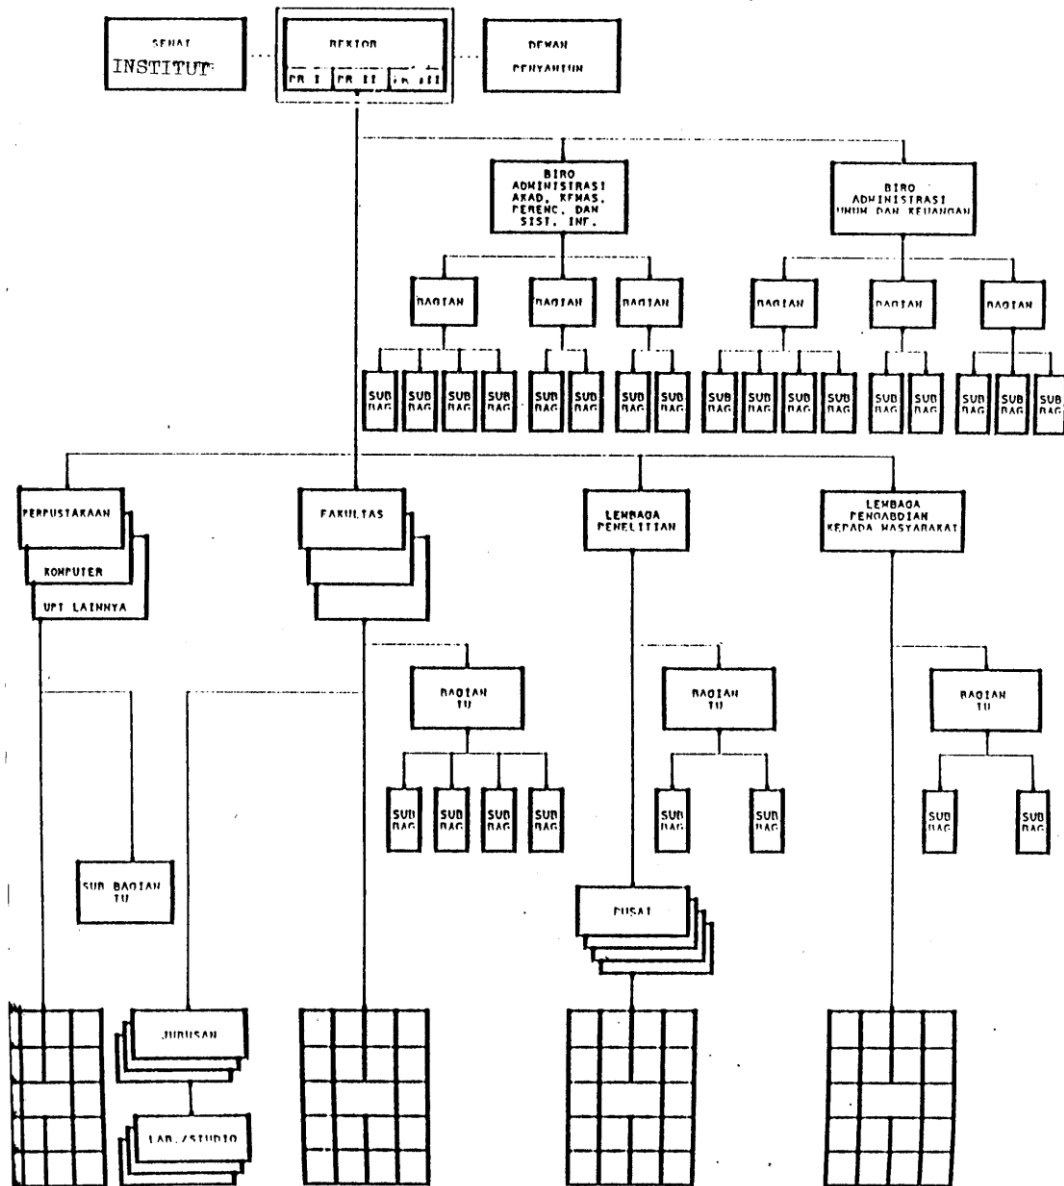 SENAT
INSTITUT
REKTOR
PR I PR II PR III
DEWAN
PENYANTUN
BIRO
ADMINISTRASI
AKAD, KEMAS,
PERENC, DAN
SIST. INF.
BIRO
ADMINISTRASI
UMUM DAN KEUANGAN
BAGIAN BAGIAN BAGIAN BAGIAN BAGIAN BAGIAN
SUB SUB SUB SUB SUB SUB SUB SUB SUB SUB SUB SUB SUB SUB SUB SUB SUB
BAG BAG BAG BAG BAG BAG BAG BAG BAG BAG BAG BAG BAG BAG BAG BAG BAG
PERPUSTAKAAN
KOMPUTER
UPT LAINNYA
FAKULTAS
LEMBAGA
PENELITIAN
LEMBAGA
PENGABDIAN
KEPADA MASYARAKAT
BAGIAN
TU
BAGIAN
TU
BAGIAN
TU
SUB SUB SUB SUB SUB SUB SUB SUB
BAG BAG BAG BAG BAG BAG BAG BAG
SUB BAGIAN
TU
PUSAT
JURUSAN
LAB./STUDIO